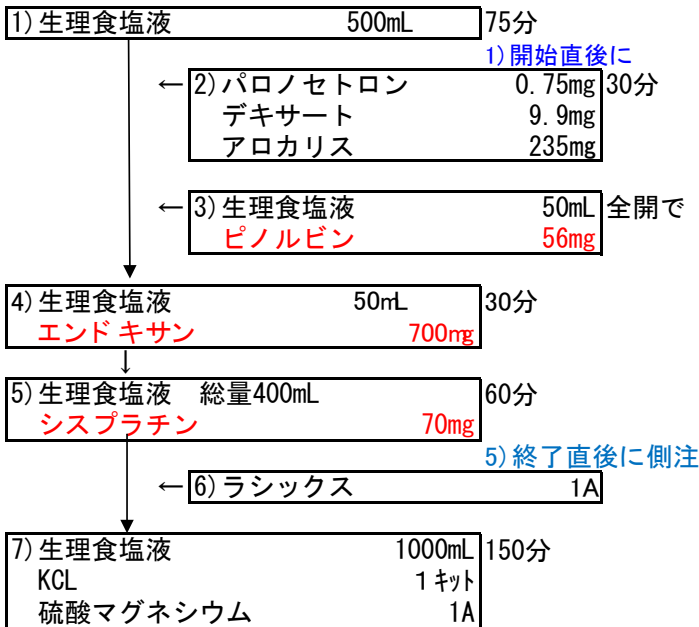 1)生理食塩液 500mL 75分
1)開始直後に
← 2)パロノセトロン 0.75mg 30分
デキサート 9.9mg
アロカリス 235mg
← 3)生理食塩液 50mL 全開で
ピノルビン 56mg
4)生理食塩液 50mL 30分
エンドキサン 700mg
↓
5)生理食塩液 総量400mL 60分
シスプラチン 70mg
5)終了直後に側注
← 6)ラシックス 1A
7)生理食塩液 1000mL 150分
KCL 1キット
硫酸マグネシウム 1A